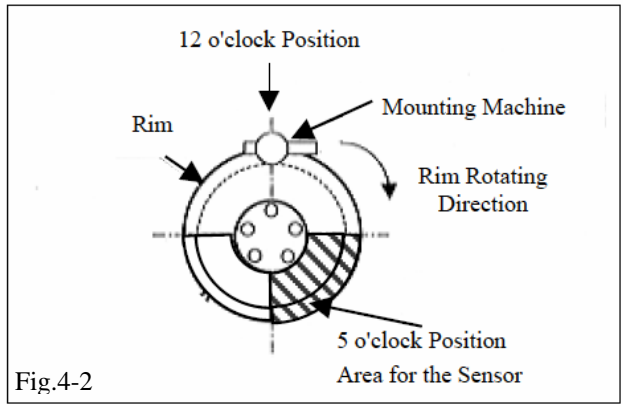 12 o'clock Position
Mounting Machine
Rim
Rim Rotating
Direction
5 o'clock Position
Area for the Sensor
Fig.4-2